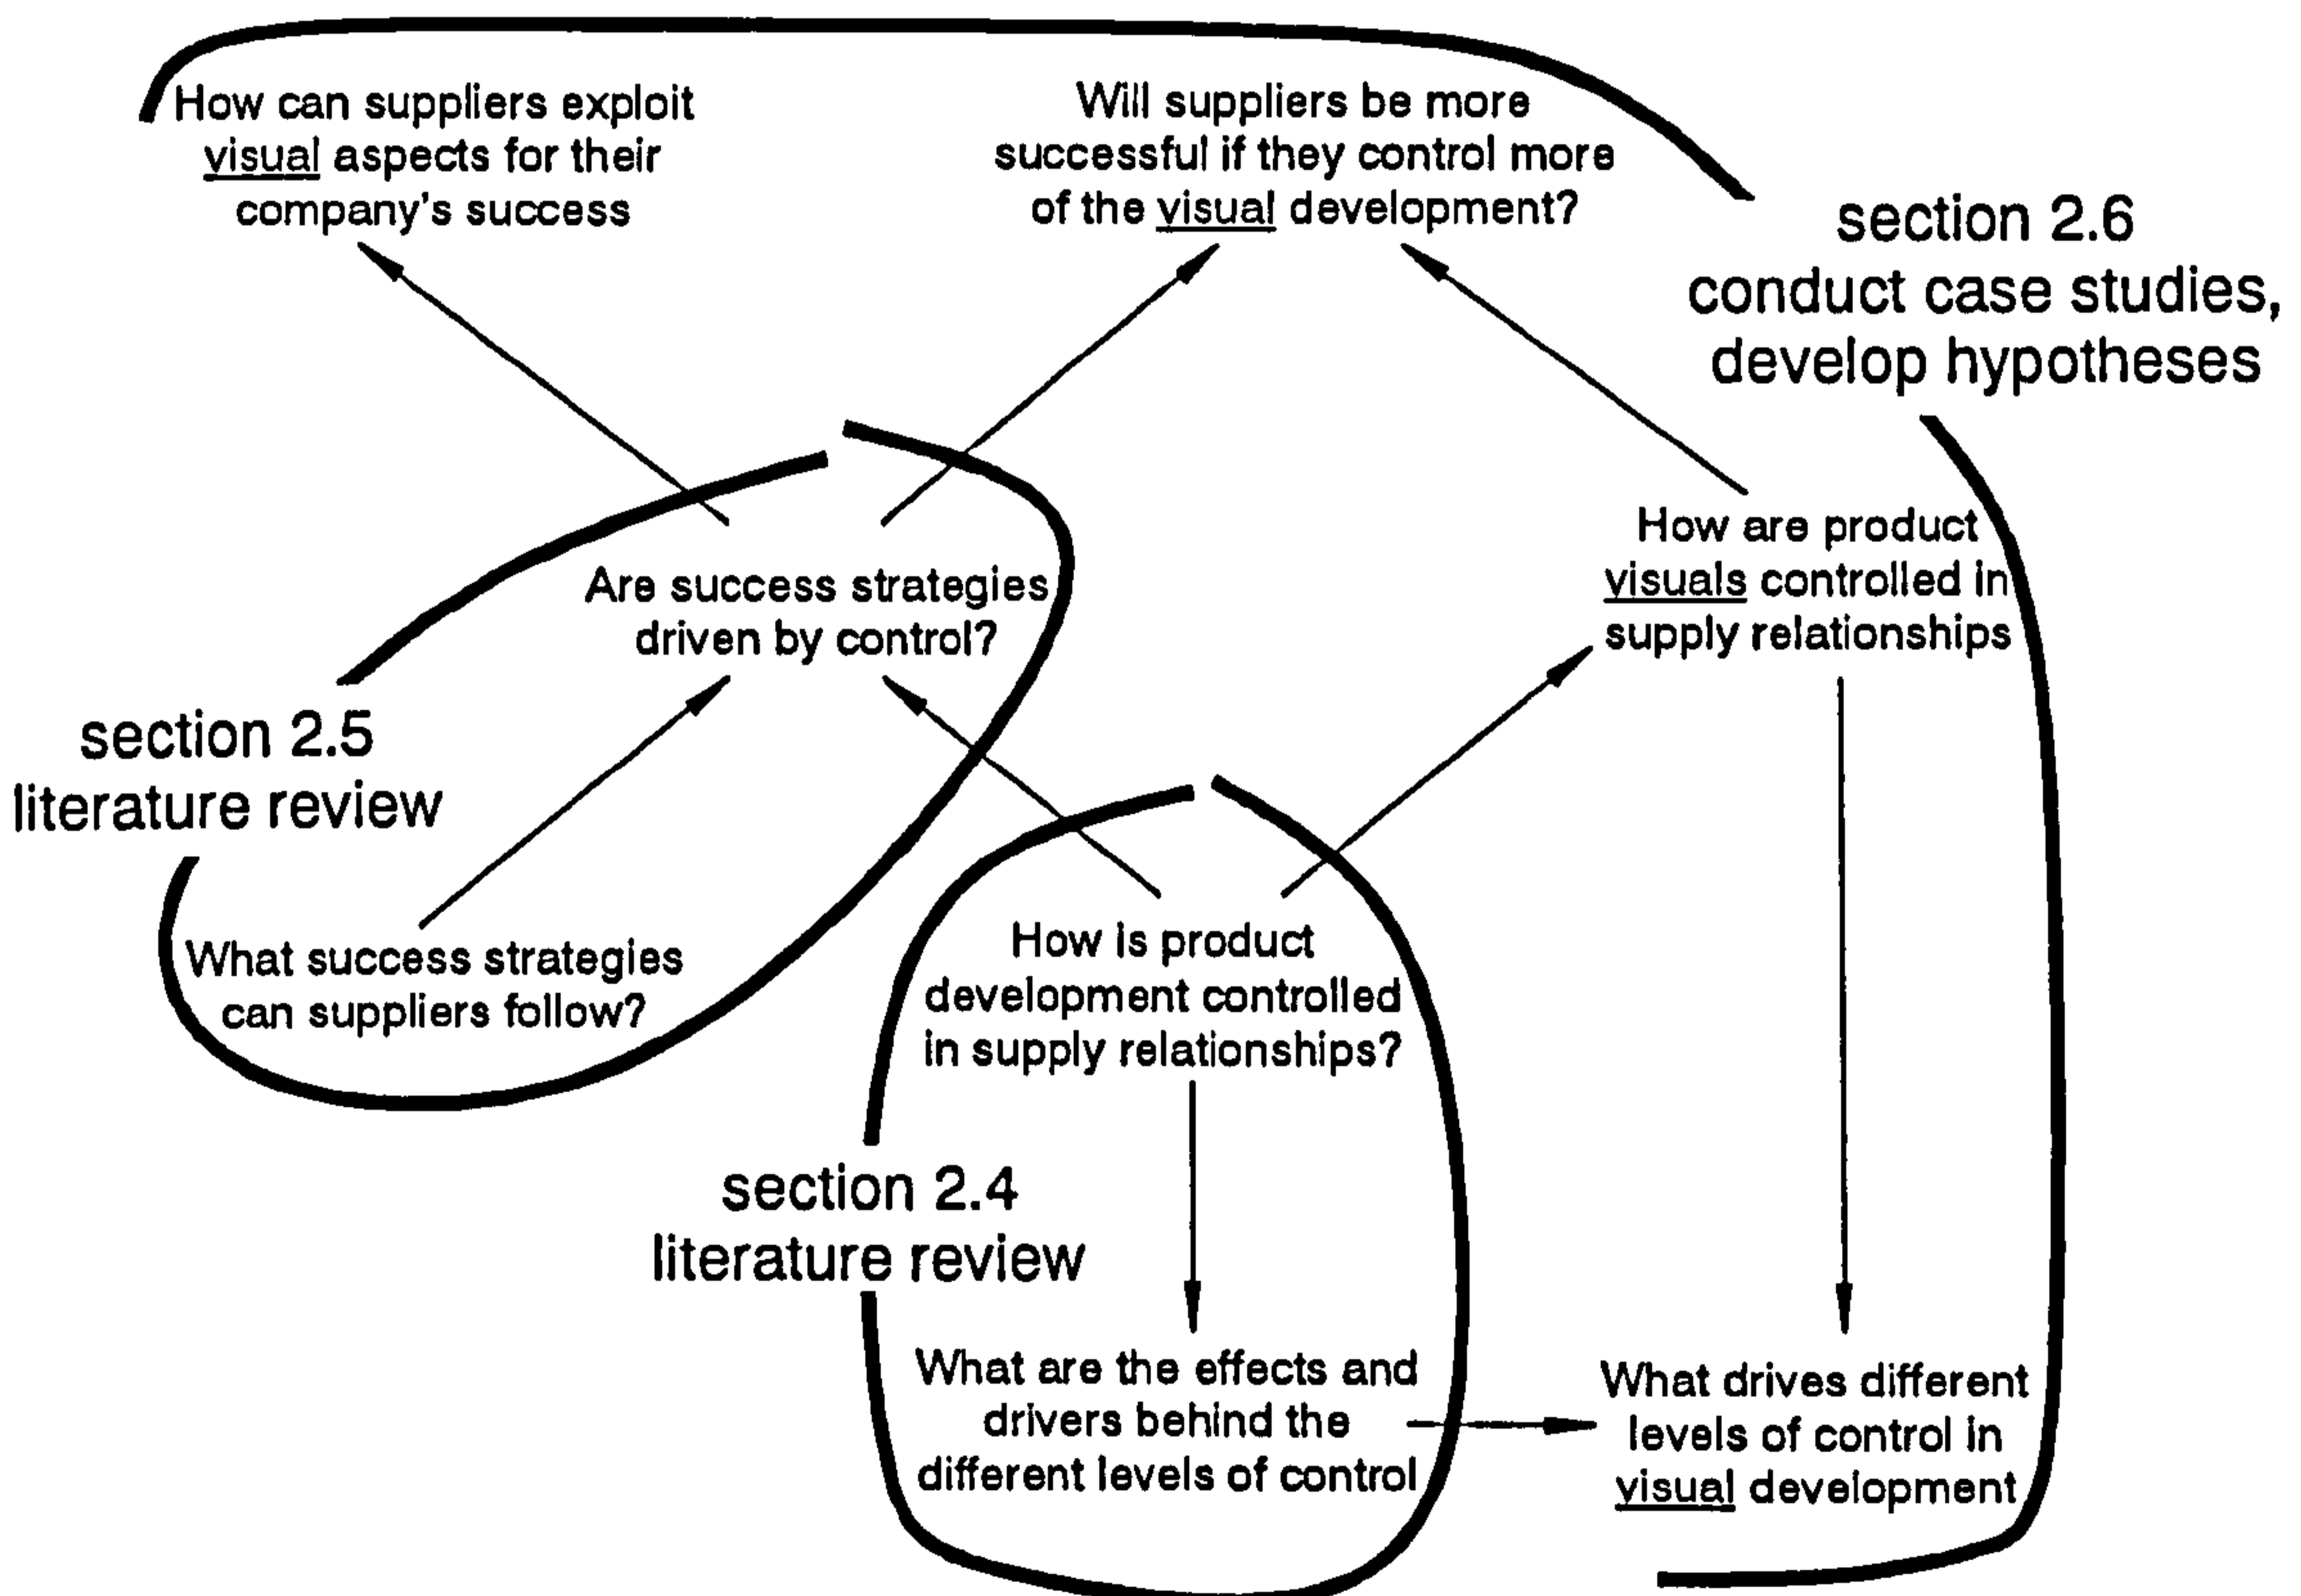 How can suppliers exploit
visual aspects for their
company's success
Will suppliers be more
successful if they control more
of the visual development?
section 2.6
conduct case studies,
develop hypotheses
Are success strategies
driven by control?
How are product
visuals controlled in
supply relationships
section 2.5
literature review
What success strategies
can suppliers follow?
How is product
development controlled
in supply relationships?
section 2.4
literature review
What are the effects and
drivers behind the
different levels of control
What drives different
levels of control in
visual development